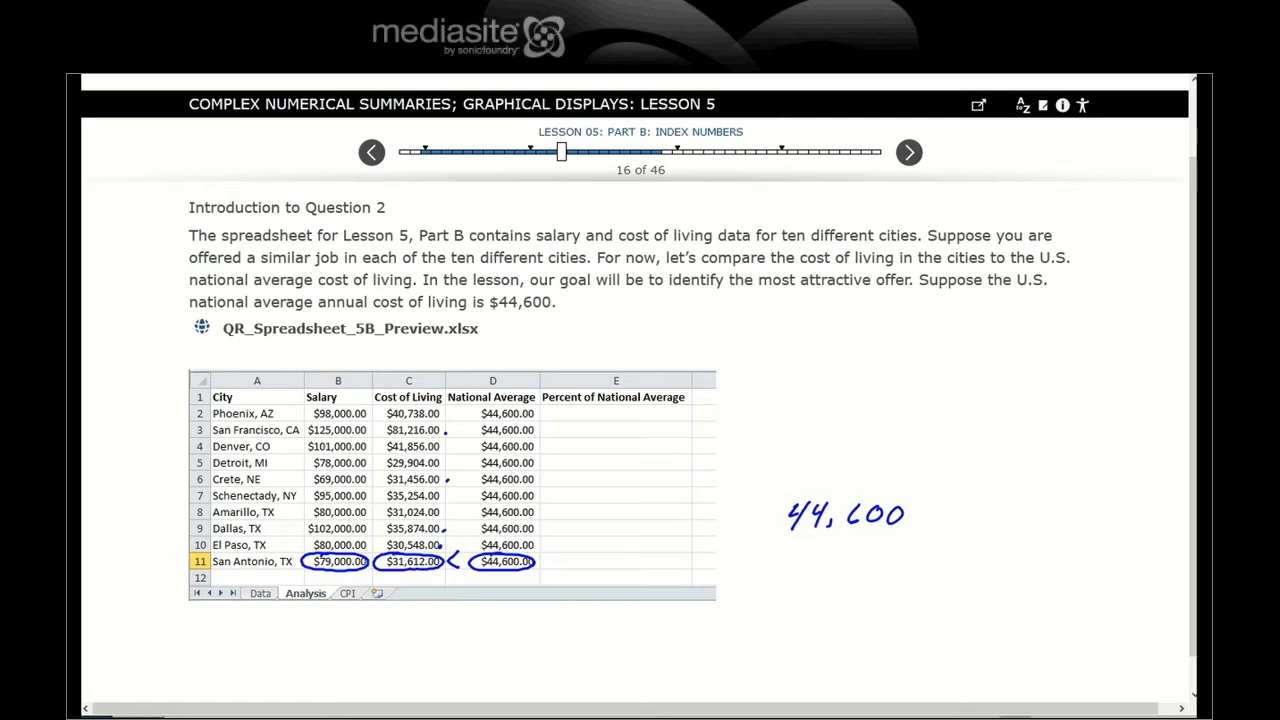 mediasite
by sonicfoundry
COMPLEX NUMERICAL SUMMARIES; GRAPHICAL DISPLAYS: LESSON 5
A to Z
LESSON 05: PART B: INDEX NUMBERS
16 of 46
Introduction to Question 2
The spreadsheet for Lesson 5, Part B contains salary and cost of living data for ten different cities. Suppose you are
offered a similar job in each of the ten different cities. For now, let's compare the cost of living in the cities to the U.S.
national average cost of living. In the lesson, our goal will be to identify the most attractive offer. Suppose the U.S.
national average annual cost of living is $44,600.
QR_Spreadsheet_5B_Preview.xlsx
A B C D E
1 City Salary Cost of Living National Average Percent of National Average
2 Phoenix, AZ $98,000.00 $40,738.00 $44,600.00
3 San Francisco, CA $125,000.00 $81,216.00 $44,600.00
4 Denver, CO $101,000.00 $41,856.00 $44,600.00
5 Detroit, MI $78,000.00 $29,904.00 $44,600.00
6 Crete, NE $69,000.00 $31,456.00 $44,600.00
7 Schenectady, NY $95,000.00 $35,254.00 $44,600.00
8 Amarillo, TX $80,000.00 $31,024.00 $44,600.00
9 Dallas, TX $102,000.00 $35,874.00 $44,600.00
10 El Paso, TX $80,000.00 $30,548.00 $44,600.00
11 San Antonio, TX $79,000.00 $31,612.00 < $44,600.00
12
Data Analysis CPI
44,600